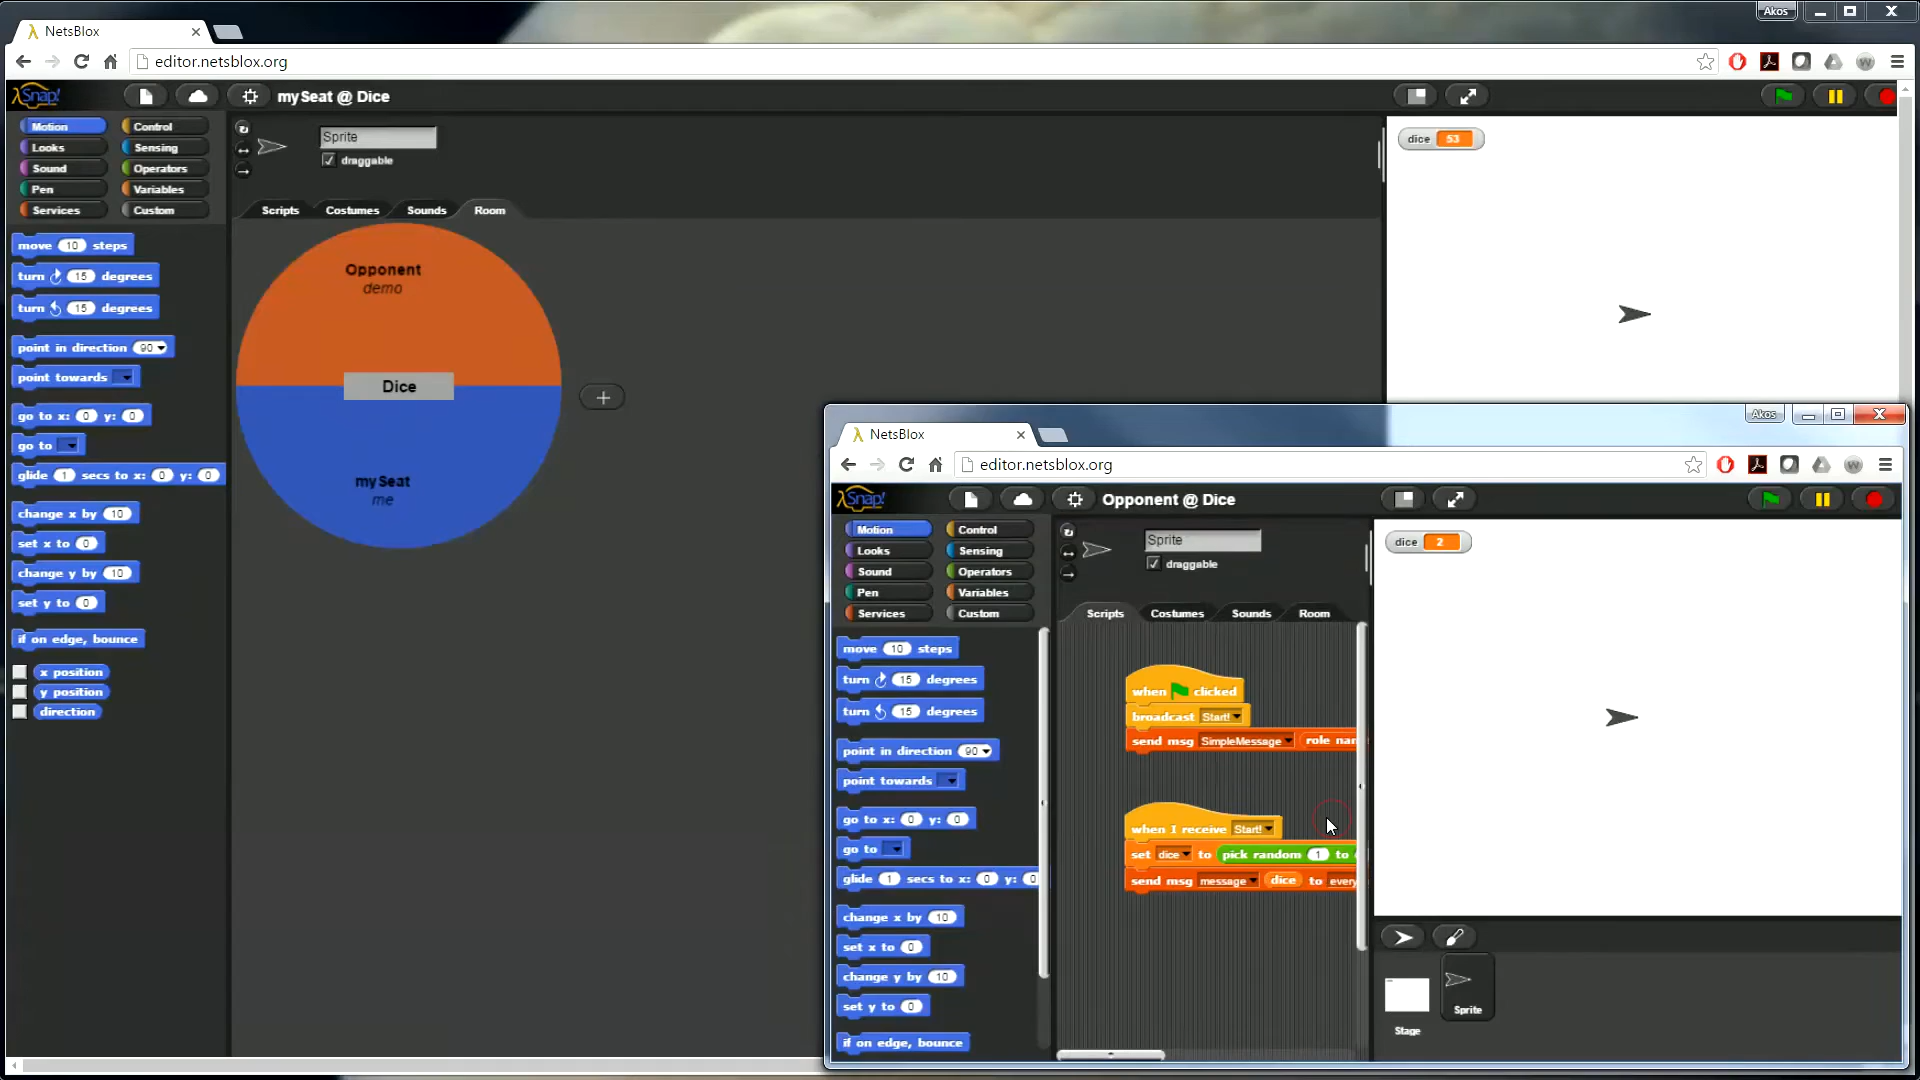 Akos
NetsBlox
editor.netsblox.org
Snap!
mySeat @ Dice
Motion
Control
Looks
Sensing
Sound
Operators
Pen
Variables
Services
Custom
Sprite
draggable
Scripts
Costumes
Sounds
Room
move 10 steps
turn 15 degrees
turn 15 degrees
point in direction 90
point towards
go to x: 0 y: 0
go to
glide 1 secs to x: 0 y: 0
change x by 10
set x to 0
change y by 10
set y to 0
if on edge, bounce
x position
y position
direction
Opponent
demo
Dice
mySeat
me
+
dice 53
Akos
NetsBlox
editor.netsblox.org
Snap!
Opponent @ Dice
Motion
Control
Looks
Sensing
Sound
Operators
Pen
Variables
Services
Custom
Sprite
draggable
Scripts
Costumes
Sounds
Room
move 10 steps
turn 15 degrees
turn 15 degrees
point in direction 90
point towards
go to x: 0 y: 0
go to
glide 1 secs to x: 0 y:
change x by 10
set x to 0
change y by 10
set y to 0
if on edge, bounce
when clicked
broadcast Start!
send msg SimpleMessage role nam
when I receive Start!
set dice to pick random 1 to
send msg message dice to every
dice 2
Stage
Sprite